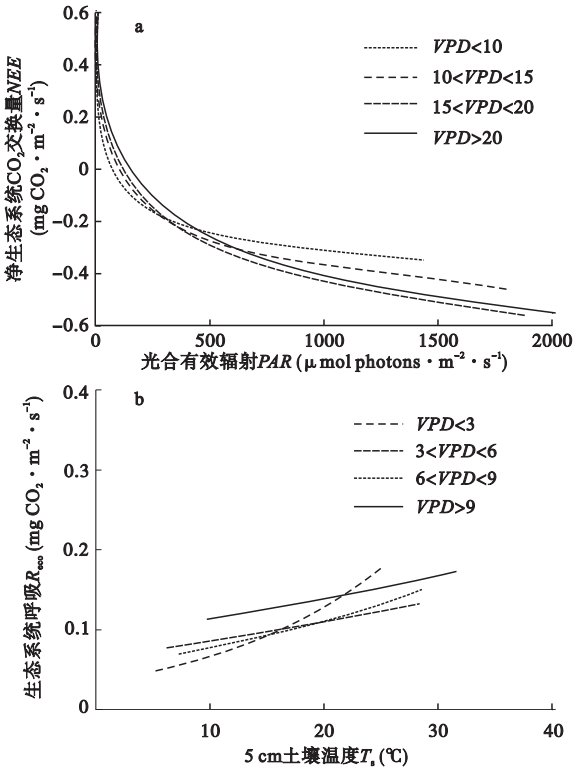 a
0.6
0.4
0.2
0
−0.2
−0.4
−0.6
净生态系统CO₂交换量NEE
(mg CO₂·m⁻²·s⁻¹)
VPD<10
10<VPD<15
15<VPD<20
VPD>20
0 500 1000 1500 2000
光合有效辐射PAR (μ mol photons·m⁻²·s⁻¹)
b
0.4
0.3
0.2
0.1
0
生态系统呼吸Reco (mg CO₂·m⁻²·s⁻¹)
VPD<3
3<VPD<6
6<VPD<9
VPD>9
10 20 30 40
5 cm土壤温度Ts (℃)